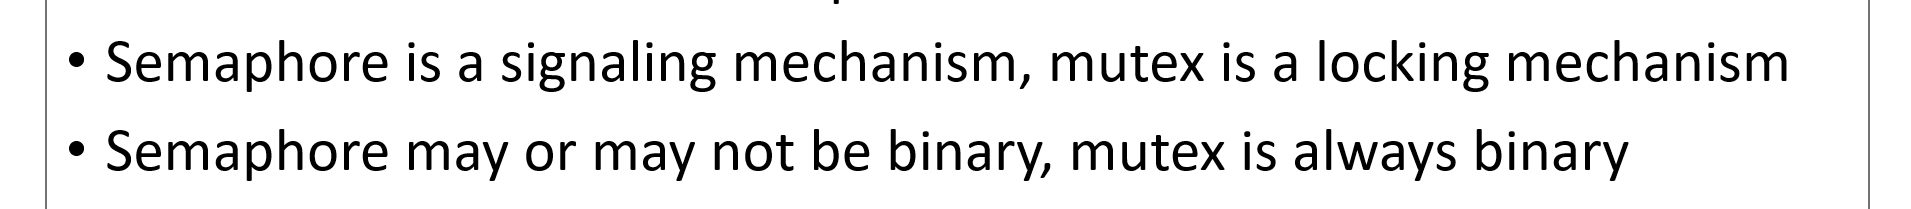 • Semaphore is a signaling mechanism, mutex is a locking mechanism
• Semaphore may or may not be binary, mutex is always binary